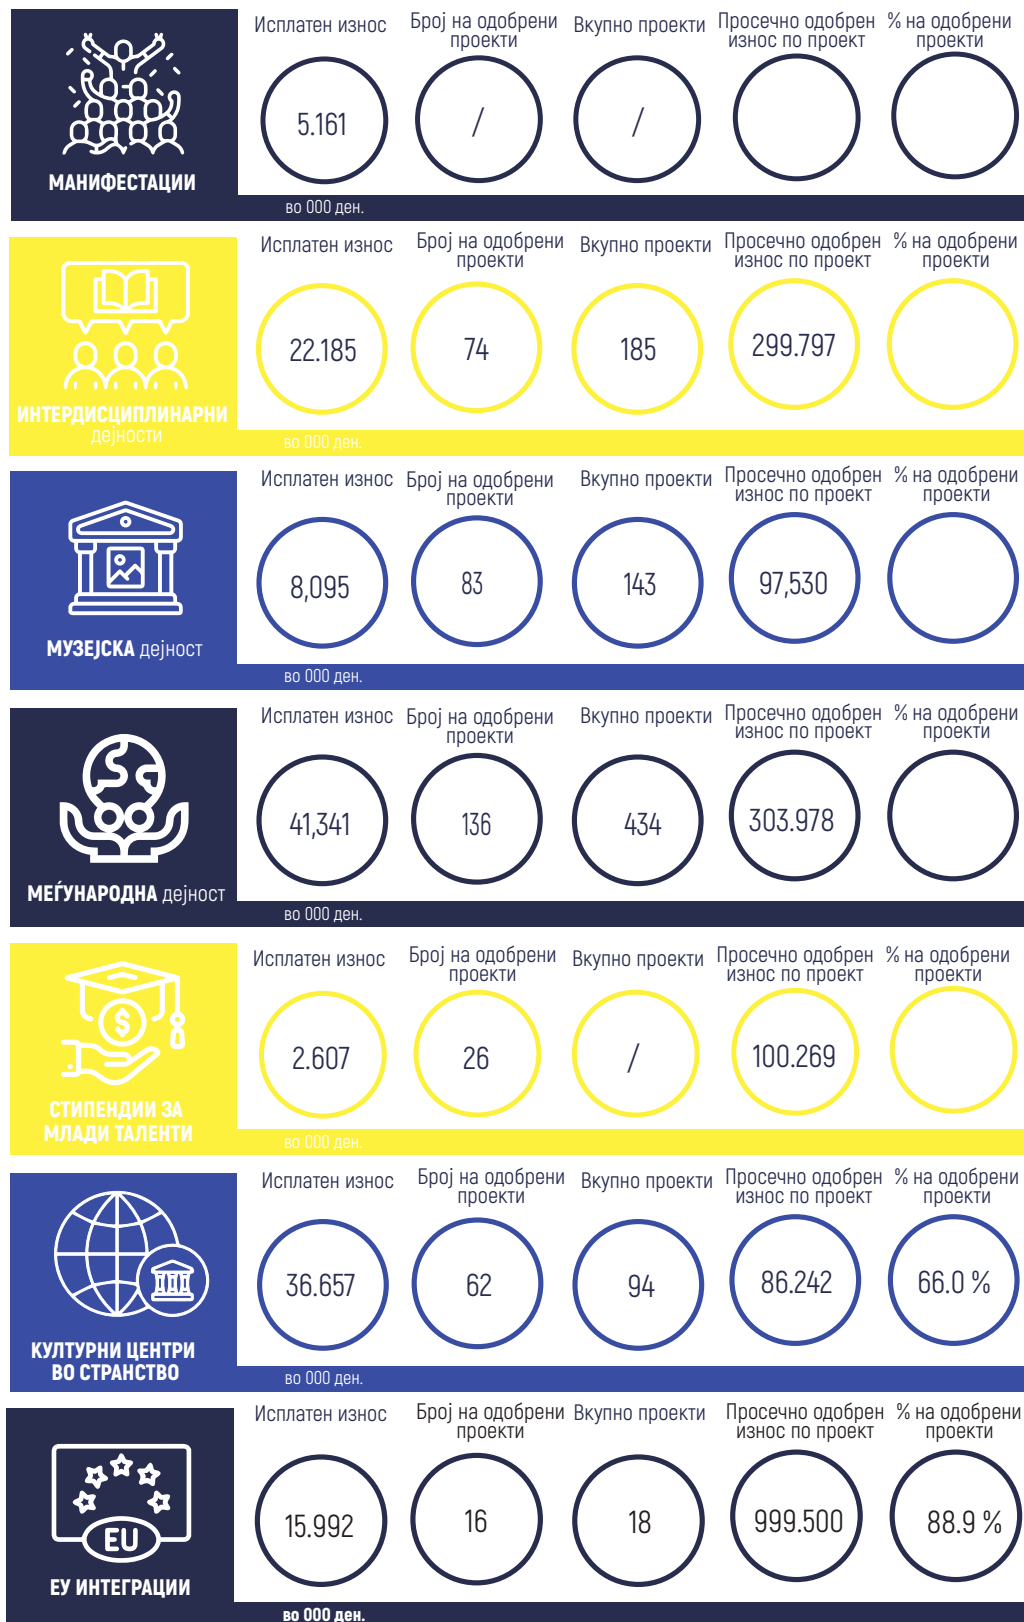 Исплатен износ
Број на одобрени
проекти
Вкупно проекти
Просечно одобрен
износ по проект
% на одобрени
проекти
5.161
/
/
МАНИФЕСТАЦИИ
во 000 ден.
Исплатен износ
Број на одобрени
проекти
Вкупно проекти
Просечно одобрен
износ по проект
% на одобрени
проекти
22.185
74
185
299.797
ИНТЕРДИСЦИПЛИНАРНИ
дејности
во 000 ден.
Исплатен износ
Број на одобрени
проекти
Вкупно проекти
Просечно одобрен
износ по проект
% на одобрени
проекти
8,095
83
143
97,530
МУЗЕЈСКА дејност
во 000 ден.
Исплатен износ
Број на одобрени
проекти
Вкупно проекти
Просечно одобрен
износ по проект
% на одобрени
проекти
41,341
136
434
303.978
МЕЃУНАРОДНА дејност
во 000 ден.
Исплатен износ
Број на одобрени
проекти
Вкупно проекти
Просечно одобрен
износ по проект
% на одобрени
проекти
$
2.607
26
/
100.269
СТИПЕНДИИ ЗА
МЛАДИ ТАЛЕНТИ
во 000 ден.
Исплатен износ
Број на одобрени
проекти
Вкупно проекти
Просечно одобрен
износ по проект
% на одобрени
проекти
36.657
62
94
86.242
66.0 %
КУЛТУРНИ ЦЕНТРИ
ВО СТРАНСТВО
во 000 ден.
Исплатен износ
Број на одобрени
проекти
Вкупно проекти
Просечно одобрен
износ по проект
% на одобрени
проекти
EU
15.992
16
18
999.500
88.9 %
ЕУ ИНТЕГРАЦИИ
во 000 ден.